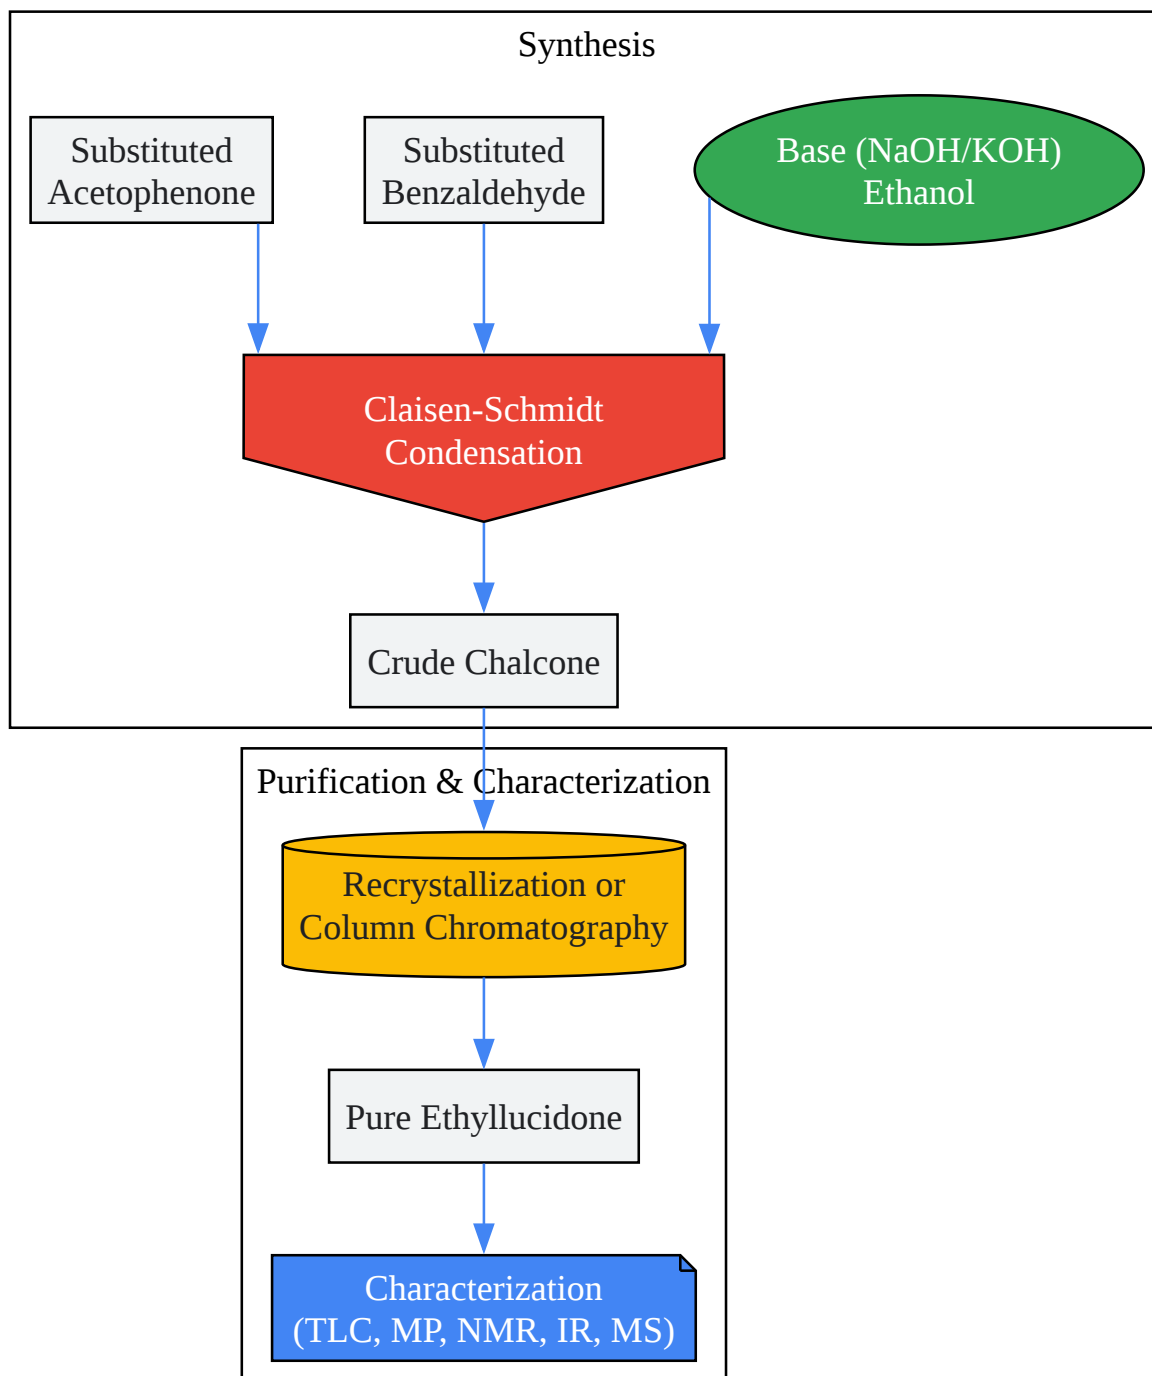 Synthesis
Substituted
Acetophenone
Substituted
Benzaldehyde
Base (NaOH/KOH)
Ethanol
Claisen-Schmidt
Condensation
Crude Chalcone
Purification & Characterization
Recrystallization or
Column Chromatography
Pure Ethyllucidone
Characterization
(TLC, MP, NMR, IR, MS)